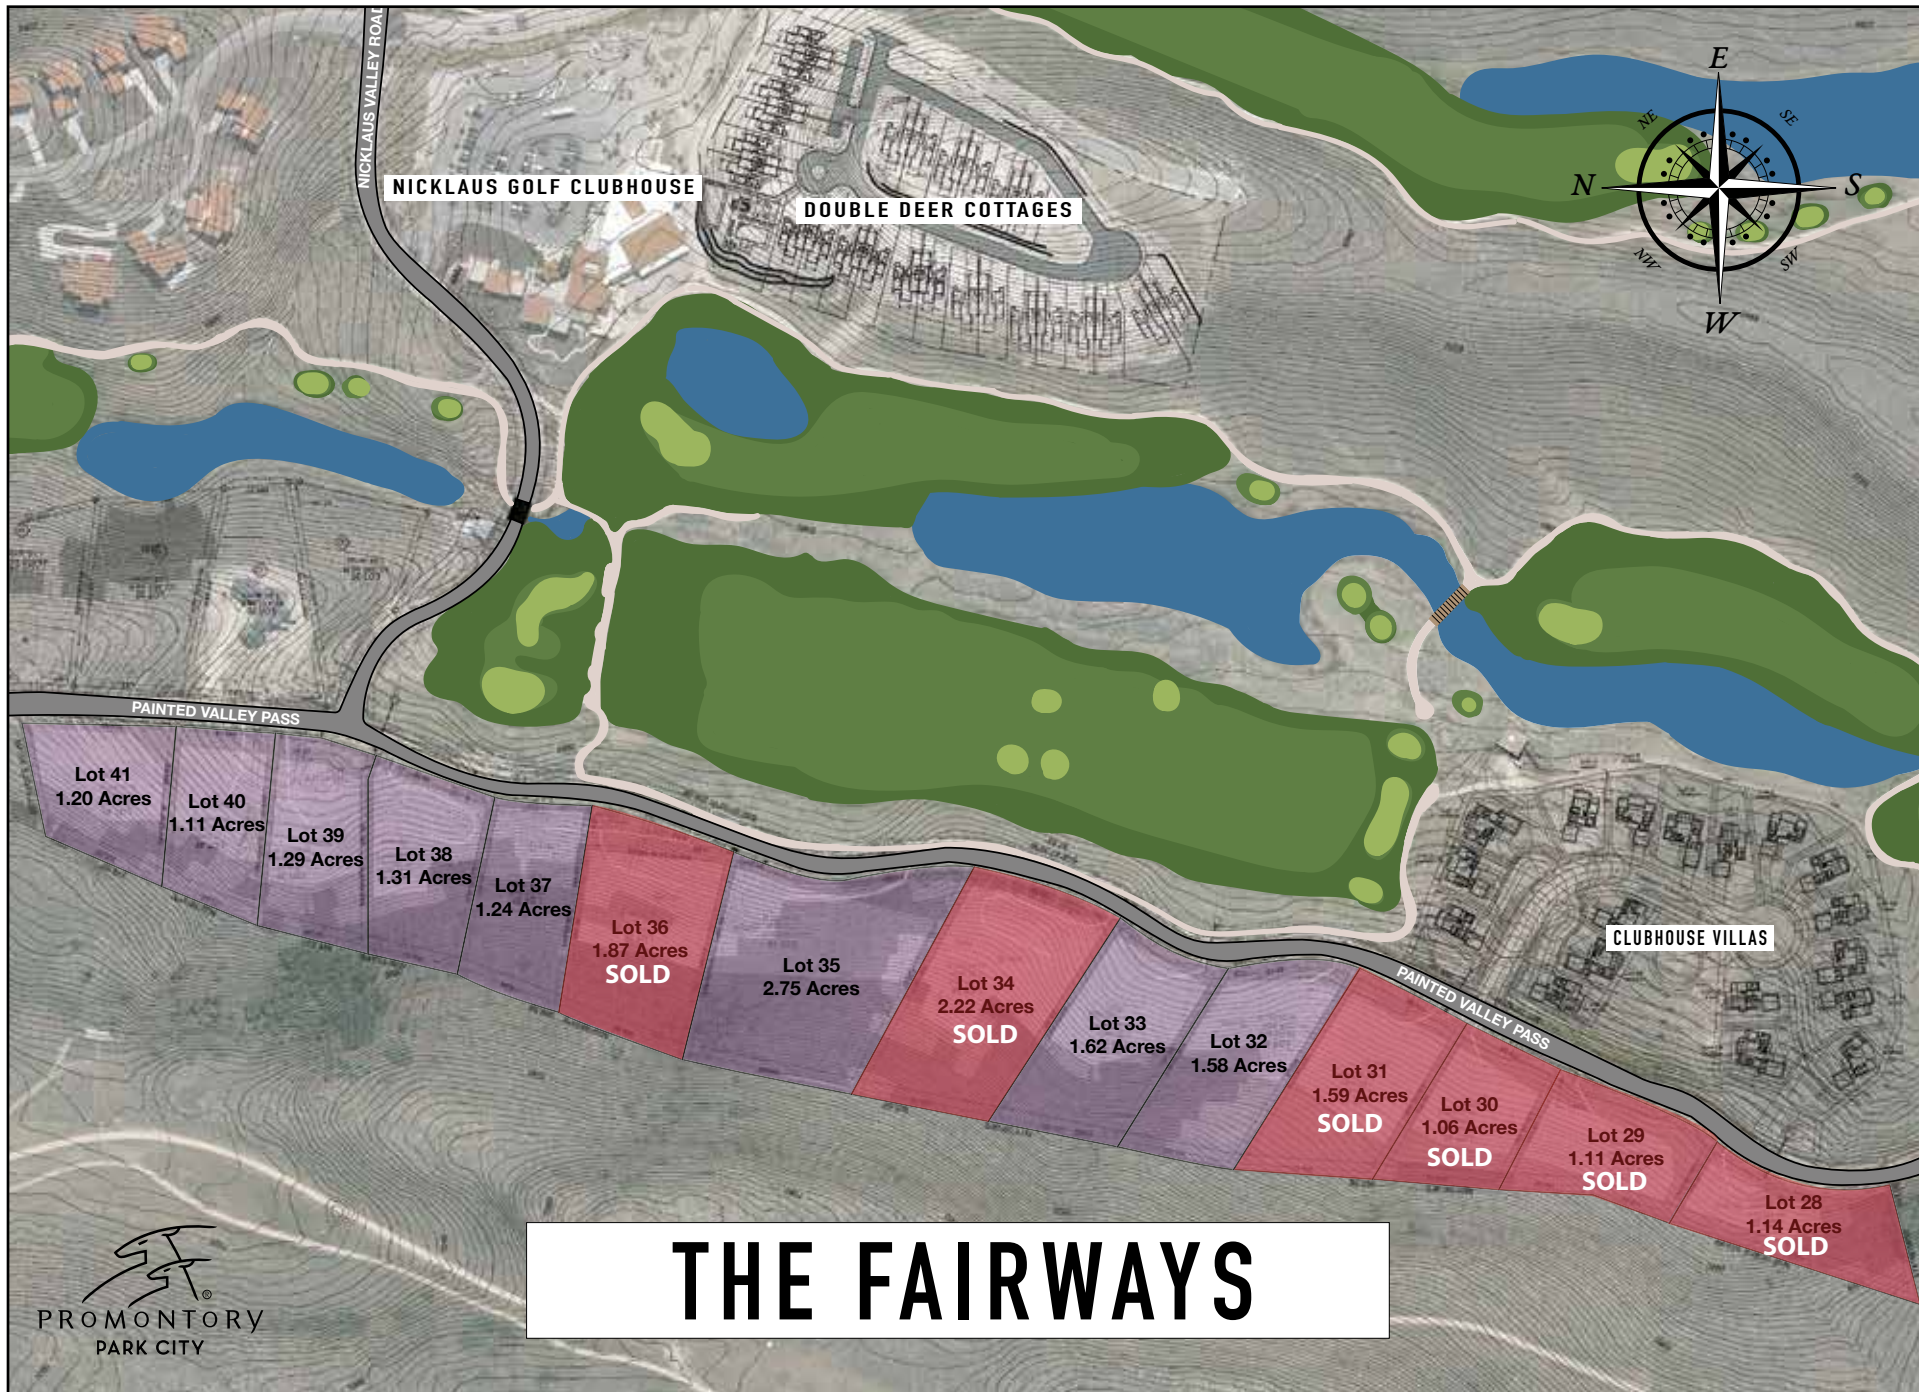 E
NE
SE
N
S
NW
SW
W
NICKLAUS VALLEY ROAD
NICKLAUS GOLF CLUBHOUSE
DOUBLE DEER COTTAGES
PAINTED VALLEY PASS
Lot 41
1.20 Acres
Lot 40
1.11 Acres
Lot 39
1.29 Acres
Lot 38
1.31 Acres
Lot 37
1.24 Acres
Lot 36
1.87 Acres
SOLD
Lot 35
2.75 Acres
Lot 34
2.22 Acres
SOLD
Lot 33
1.62 Acres
Lot 32
1.58 Acres
Lot 31
1.59 Acres
SOLD
Lot 30
1.06 Acres
SOLD
Lot 29
1.11 Acres
SOLD
Lot 28
1.14 Acres
SOLD
PAINTED VALLEY PASS
CLUBHOUSE VILLAS
THE FAIRWAYS
®
PROMONTORY
PARK CITY